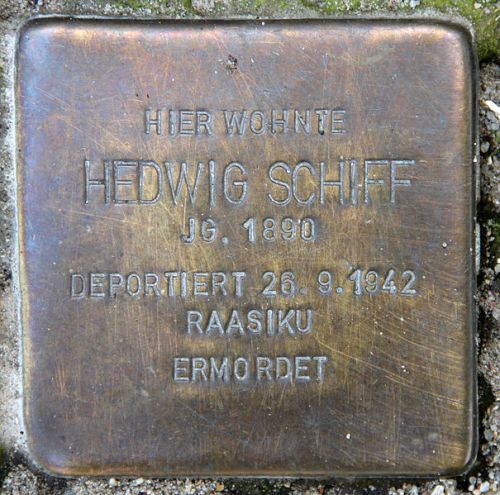 HIER WOHNTE
HEDWIG SCHIFF
JG. 1890
DEPORTIERT 26.9.1942
RAASIKU
ERMORDET